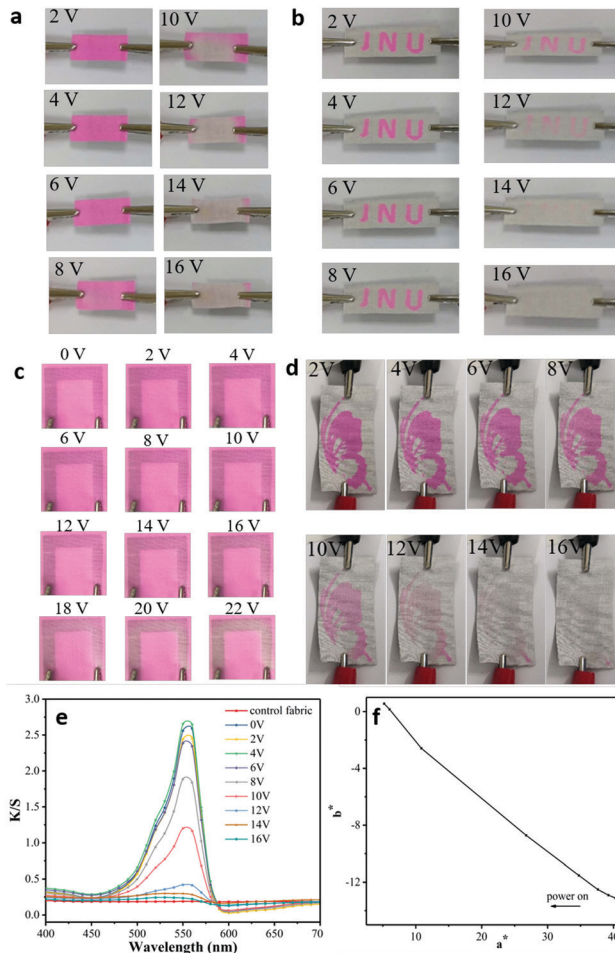 a
2 V 10 V
4 V 12 V
6 V 14 V
8 V 16 V
b
2 V 10 V
JNU JNU
4 V 12 V
JNU JNU
6 V 14 V
JNU
8 V 16 V
JNU
c
0 V 2 V 4 V
6 V 8 V 10 V
12 V 14 V 16 V
18 V 20 V 22 V
d
2V 4V 6V 8V
10V 12V 14V 16V
e
3.0
2.5
2.0
1.5
1.0
0.5
0.0
K/S
control fabric
0V
2V
4V
6V
8V
10V
12V
14V
16V
400 450 500 550 600 650 70
Wavelength (nm)
f
0
-4
-8
-12
b*
power on
10 20 30 40
a*